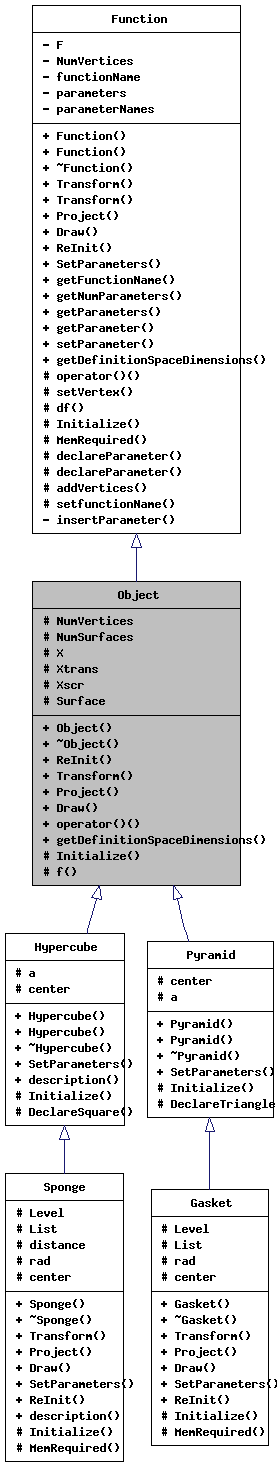 Function
- F
- NumVertices
- functionName
- parameters
- parameterNames
+ Function()
+ Function()
+ ~Function()
+ Transform()
+ Transform()
+ Project()
+ Draw()
+ ReInit()
+ SetParameters()
+ getFunctionName()
+ getNumParameters()
+ getParameters()
+ getParameter()
+ setParameter()
+ getDefinitionSpaceDimensions()
# operator()()
# setVertex()
# df()
# Initialize()
# MemRequired()
# declareParameter()
# declareParameter()
# addVertices()
# setfunctionName()
- insertParameter()
Object
# NumVertices
# NumSurfaces
# X
# Xtrans
# Xscr
# Surface
+ Object()
+ ~Object()
+ ReInit()
+ Transform()
+ Project()
+ Draw()
+ operator()()
+ getDefinitionSpaceDimensions()
# Initialize()
# f()
Hypercube
# a
# center
+ Hypercube()
+ Hypercube()
+ ~Hypercube()
+ SetParameters()
+ description()
# Initialize()
# DeclareSquare()
Pyramid
# center
# a
+ Pyramid()
+ Pyramid()
+ ~Pyramid()
+ SetParameters()
# Initialize()
# DeclareTriangle
Sponge
# Level
# List
# distance
# rad
# center
+ Sponge()
+ ~Sponge()
+ Transform()
+ Project()
+ Draw()
+ SetParameters()
+ ReInit()
+ description()
# Initialize()
# MemRequired()
Gasket
# Level
# List
# rad
# center
+ Gasket()
+ ~Gasket()
+ Transform()
+ Project()
+ Draw()
+ SetParameters()
+ ReInit()
# Initialize()
# MemRequired()